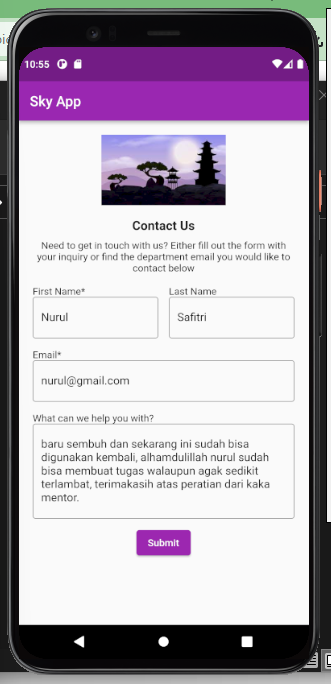 10:55
Sky App
Contact Us
Need to get in touch with us? Either fill out the form with
your inquiry or find the department email you would like to
contact below
First Name*
Last Name
Nurul
Safitri
Email*
nurul@gmail.com
What can we help you with?
baru sembuh dan sekarang ini sudah bisa
digunakan kembali, alhamdulillah nurul sudah
bisa membuat tugas walaupun agak sedikit
terlambat, terimakasih atas peratian dari kaka
mentor.
Submit